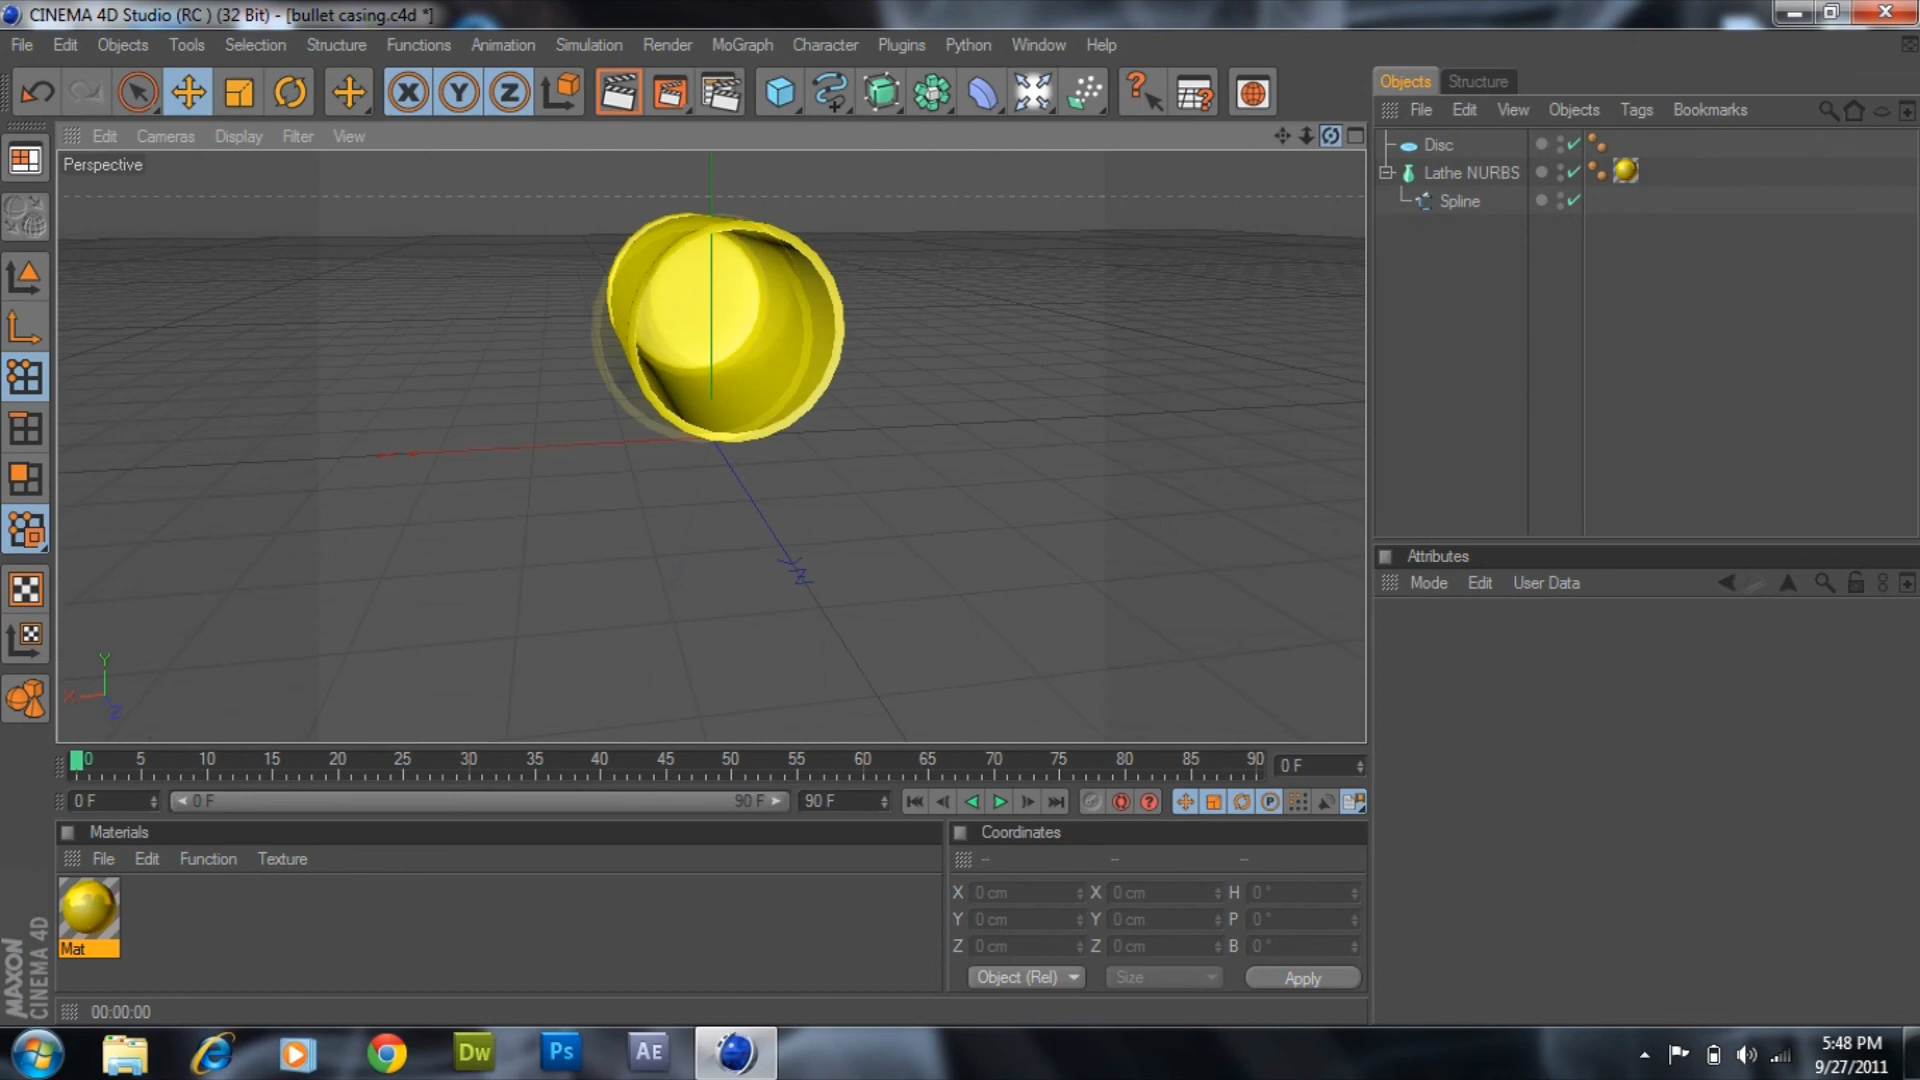 CINEMA 4D Studio (RC ) (32 Bit) - [bullet casing.c4d *]
File Edit Objects Tools Selection Structure Functions Animation Simulation Render MoGraph Character Plugins Python Window Help
X Y Z
Objects Structure
File Edit View Objects Tags Bookmarks
Edit Cameras Display Filter View
Perspective
Disc
Lathe NURBS
Spline
Attributes
Mode Edit User Data
Z
Y
X
Z
0 5 10 15 20 25 30 35 40 45 50 55 60 65 70 75 80 85 90 0 F
0 F 0 F 90 F 90 F
Materials
File Edit Function Texture
Mat
Coordinates
-- -- --
X 0 cm X 0 cm H 0 °
Y 0 cm Y 0 cm P 0 °
Z 0 cm Z 0 cm B 0 °
Object (Rel) Size Apply
MAXON
CINEMA 4D
00:00:00
Dw Ps AE
5:48 PM
9/27/2011